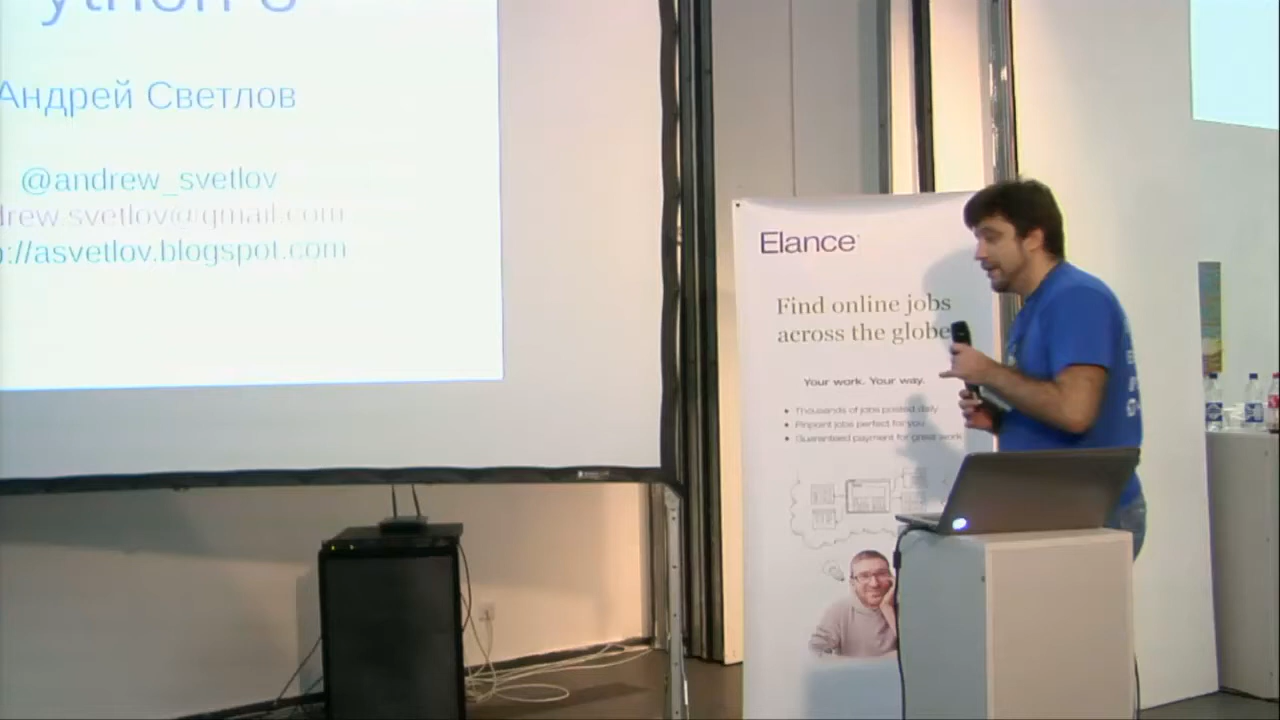 ython 3
Андрей Светлов
@andrew_svetlov
drew.svetlov@gmail.com
p://asvetlov.blogspot.com
Elance
Find online jobs
across the globe
Your work. Your way.
• Thousands of jobs posted daily
• Pinpoint jobs perfect for you
• Guaranteed payment for great work